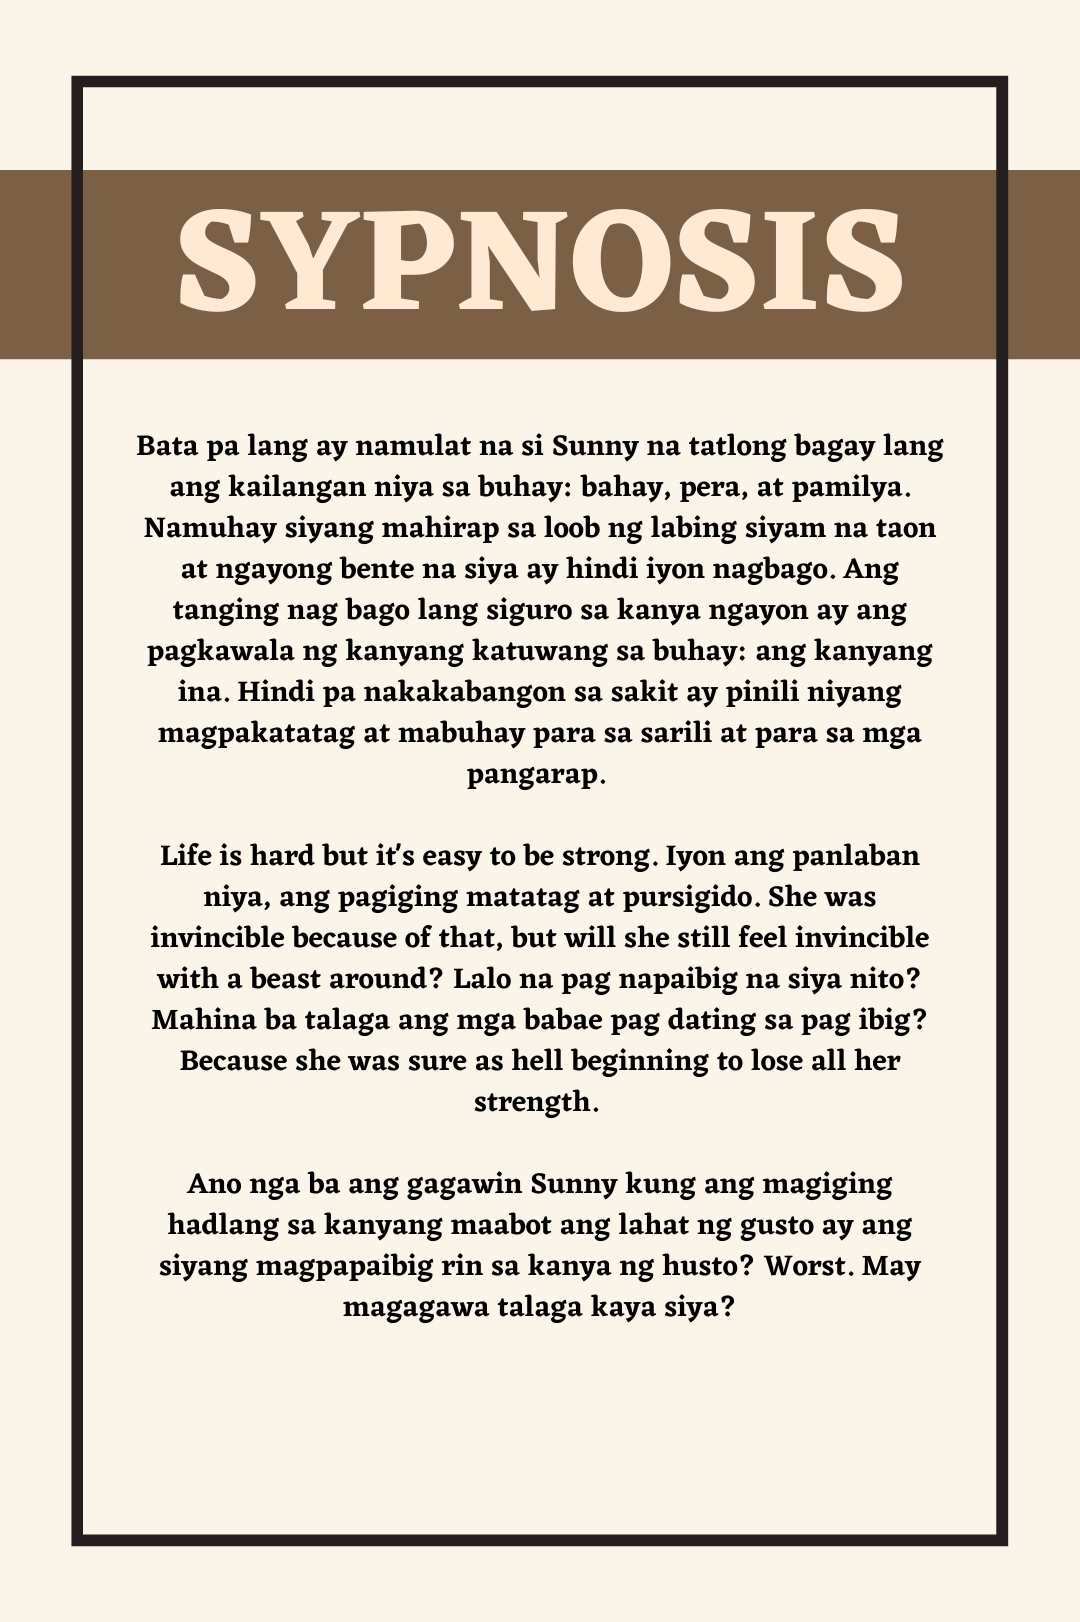 SYPNOSIS
Bata pa lang ay namulat na si Sunny na tatlong bagay lang
ang kailangan niya sa buhay: bahay, pera, at pamilya.
Namuhay siyang mahirap sa loob ng labing siyam na taon
at ngayong bente na siya ay hindi iyon nagbago. Ang
tanging nag bago lang siguro sa kanya ngayon ay ang
pagkawala ng kanyang katuwang sa buhay: ang kanyang
ina. Hindi pa nakakabangon sa sakit ay pinili niyang
magpakatatag at mabuhay para sa sarili at para sa mga
pangarap.
Life is hard but it's easy to be strong. Iyon ang panlaban
niya, ang pagiging matatag at pursigido. She was
invincible because of that, but will she still feel invincible
with a beast around? Lalo na pag napaibig na siya nito?
Mahina ba talaga ang mga babae pag dating sa pag ibig?
Because she was sure as hell beginning to lose all her
strength.
Ano nga ba ang gagawin Sunny kung ang magiging
hadlang sa kanyang maabot ang lahat ng gusto ay ang
siyang magpapaibig rin sa kanya ng husto? Worst. May
magagawa talaga kaya siya?